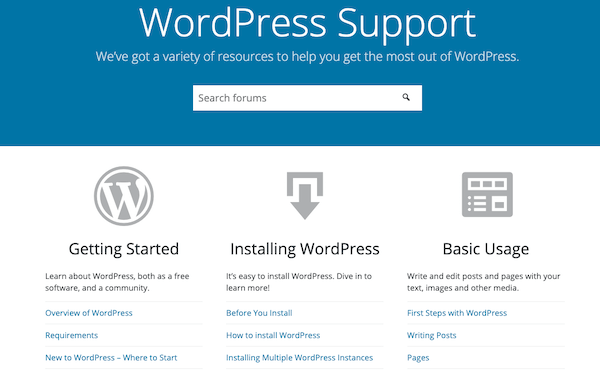 WordPress Support
We've got a variety of resources to help you get the most out of WordPress.
Search forums
Getting Started
Learn about WordPress, both as a free
software, and a community.
Overview of WordPress
Requirements
New to WordPress – Where to Start
Installing WordPress
It's easy to install WordPress. Dive in to
learn more!
Before You Install
How to install WordPress
Installing Multiple WordPress Instances
Basic Usage
Write and edit posts and pages with your
text, images and other media.
First Steps with WordPress
Writing Posts
Pages